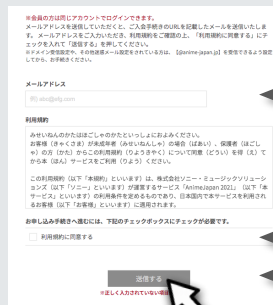 ※会員の方は同じアカウントでログインできます。
メールアドレスを送信していただくと、ご入会手続きのURLを記載したメールを送信いたします。メールアドレスをご入力いただき、利用規約をご確認の上、「利用規約に同意する」にチェックを入れて「送信する」を押してください。
※ドメイン受信設定や、その他迷惑メール設定をされている方は、【@anime-japan.jp】を受信できるよう設定してから、お手続きください。
メールアドレス
例) abc@efg.com
利用規約
みせいねんのかたはほごしゃのかたといっしょにおよみください。
お客様（きゃくさま）が未成年者（みせいねんしゃ）の場合（ばあい）、保護者（ほごしゃ）の方（かた）からこの利用規約（りようきやく）について同意（どうい）を得（え）てから本（ほん）サービスをご利用（りよう）ください。
この利用規約（以下「本規約」といいます）は、株式会社ソニー・ミュージックソリューションズ（以下「ソニー」といいます）が運営するサービス「AnimeJapan 2021」（以下「本サービス」といいます）の利用条件を定めるものであり、日本国内で本サービスを利用されるお客様（以下「お客様」といいます）に適用されます。
お申し込み手続きへ進むには、下記のチェックボックスにチェックが必要です。
利用規約に同意する
送信する
※正しく入力されていない項目